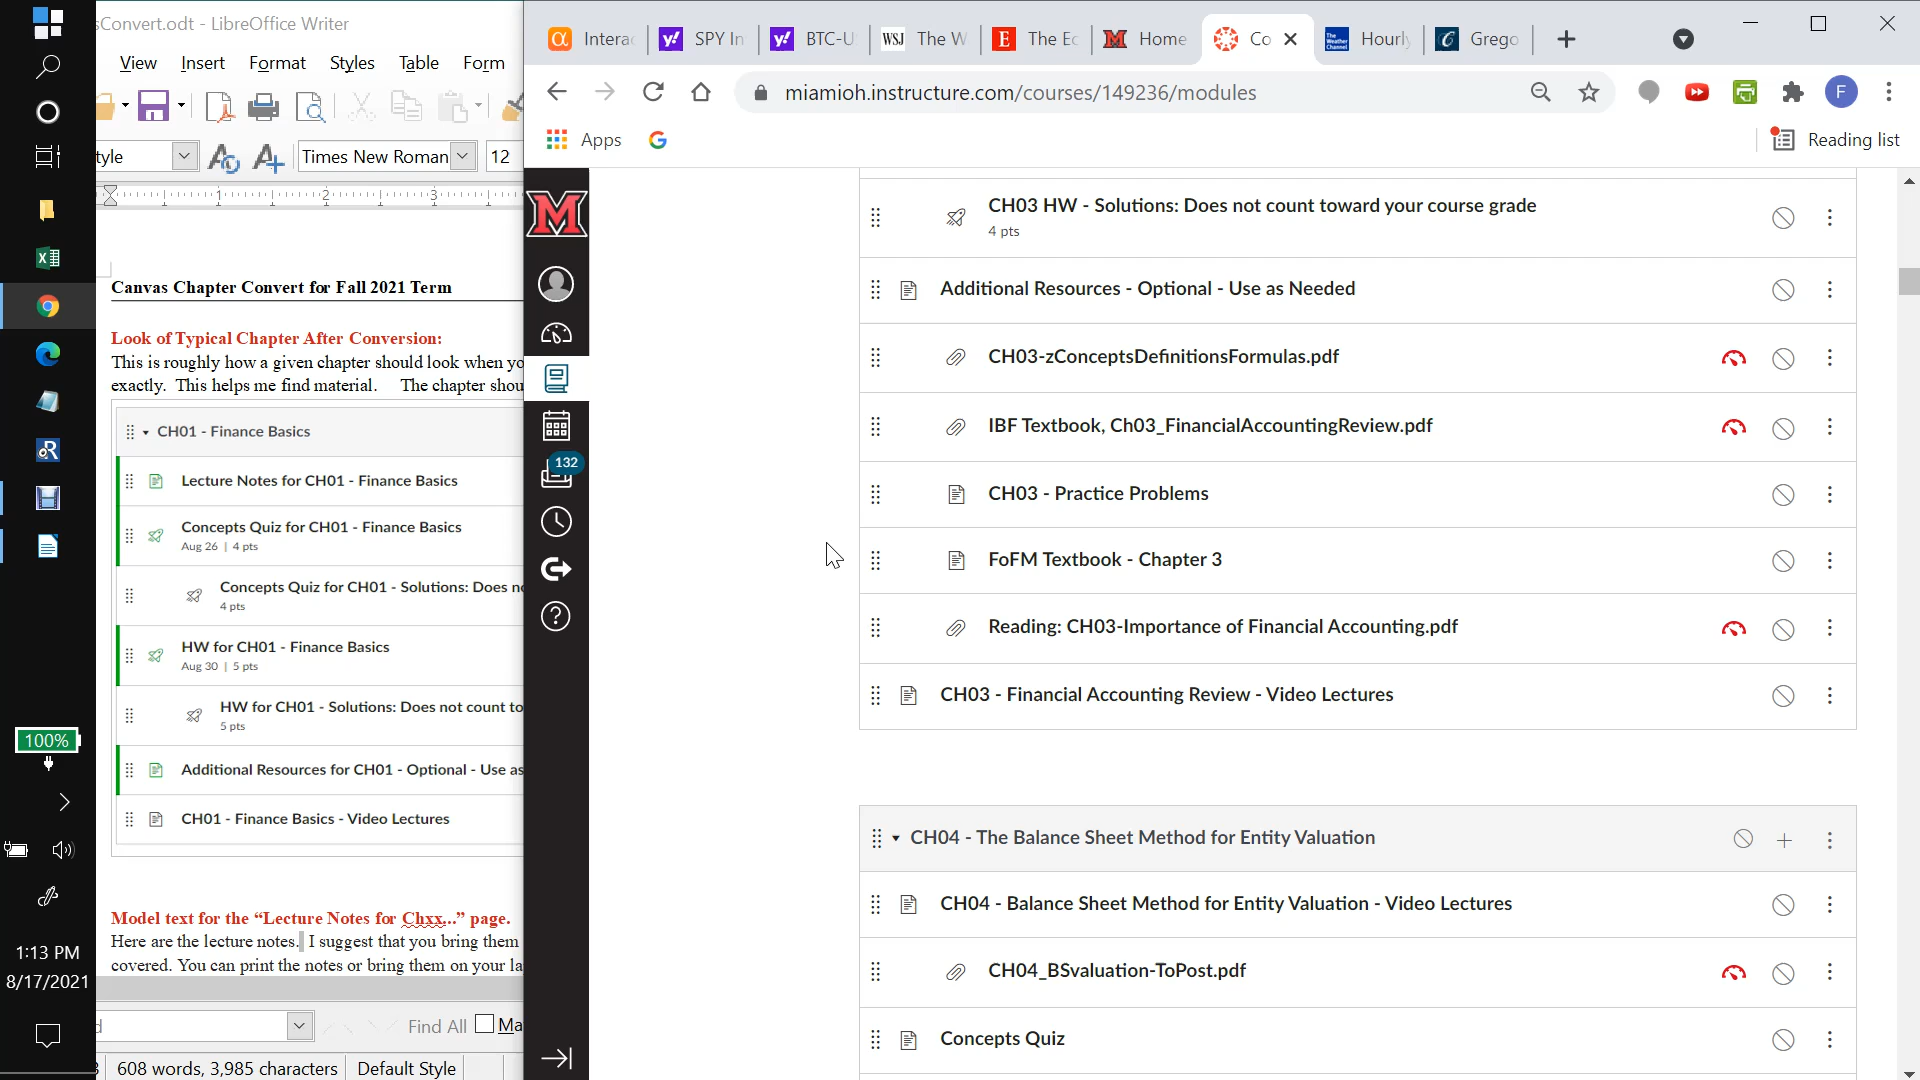 sConvert.odt - LibreOffice Writer
View Insert Format Styles Table Form
tyle Times New Roman 12
1 2 3
Canvas Chapter Convert for Fall 2021 Term
Look of Typical Chapter After Conversion:
This is roughly how a given chapter should look when yo
exactly. This helps me find material. The chapter shou
CH01 - Finance Basics
Lecture Notes for CH01 - Finance Basics
Concepts Quiz for CH01 - Finance Basics
Aug 26 | 4 pts
Concepts Quiz for CH01 - Solutions: Does n
4 pts
HW for CH01 - Finance Basics
Aug 30 | 5 pts
HW for CH01 - Solutions: Does not count to
5 pts
Additional Resources for CH01 - Optional - Use as
CH01 - Finance Basics - Video Lectures
Model text for the “Lecture Notes for Chxx...” page.
Here are the lecture notes. I suggest that you bring them
covered. You can print the notes or bring them on your la
Find All Ma
608 words, 3,985 characters Default Style
100%
1:13 PM
8/17/2021
Intera SPY In BTC-U WSJ The W E The Ec Home Co Hourly Grego
miamioh.instructure.com/courses/149236/modules
F
Apps Reading list
M
132
CH03 HW - Solutions: Does not count toward your course grade
4 pts
Additional Resources - Optional - Use as Needed
CH03-zConceptsDefinitionsFormulas.pdf
IBF Textbook, Ch03_FinancialAccountingReview.pdf
CH03 - Practice Problems
FoFM Textbook - Chapter 3
Reading: CH03-Importance of Financial Accounting.pdf
CH03 - Financial Accounting Review - Video Lectures
CH04 - The Balance Sheet Method for Entity Valuation
CH04 - Balance Sheet Method for Entity Valuation - Video Lectures
CH04_BSvaluation-ToPost.pdf
Concepts Quiz